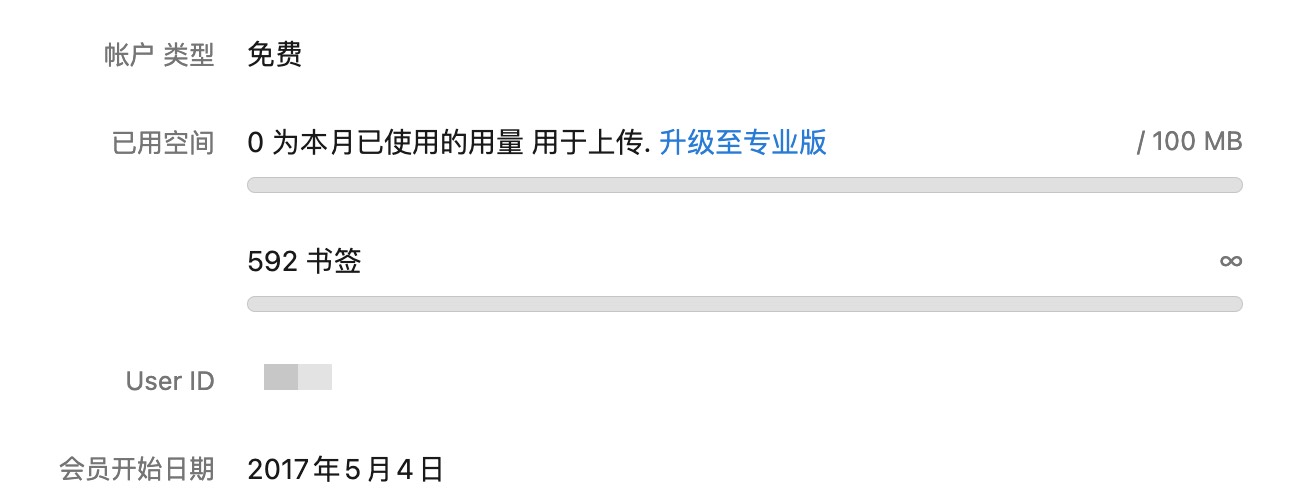 帐户 类型 免费
已用空间 0 为本月已使用的用量 用于上传. 升级至专业版 / 100 MB
592 书签 ∞
User ID
会员开始日期 2017年5月4日